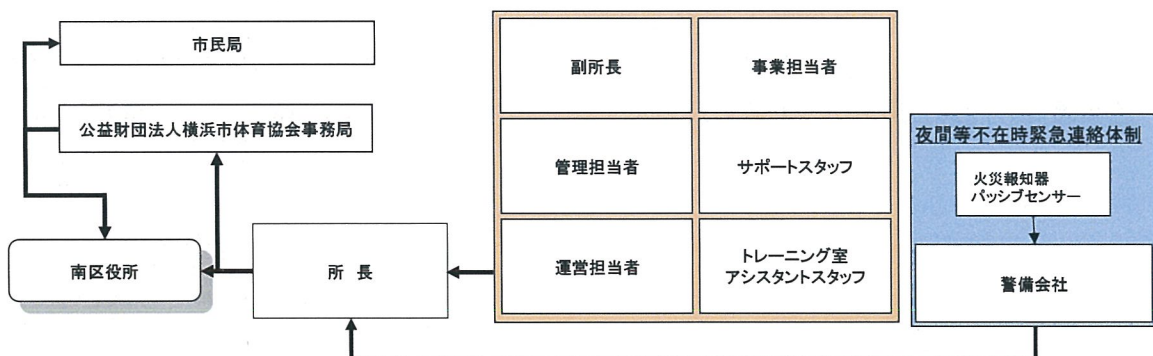 市民局
公益財団法人横浜市体育協会事務局
南区役所
所 長
副所長
事業担当者
管理担当者
サポートスタッフ
運営担当者
トレーニング室
アシスタントスタッフ
夜間等不在時緊急連絡体制
火災報知器
パッシブセンサー
警備会社